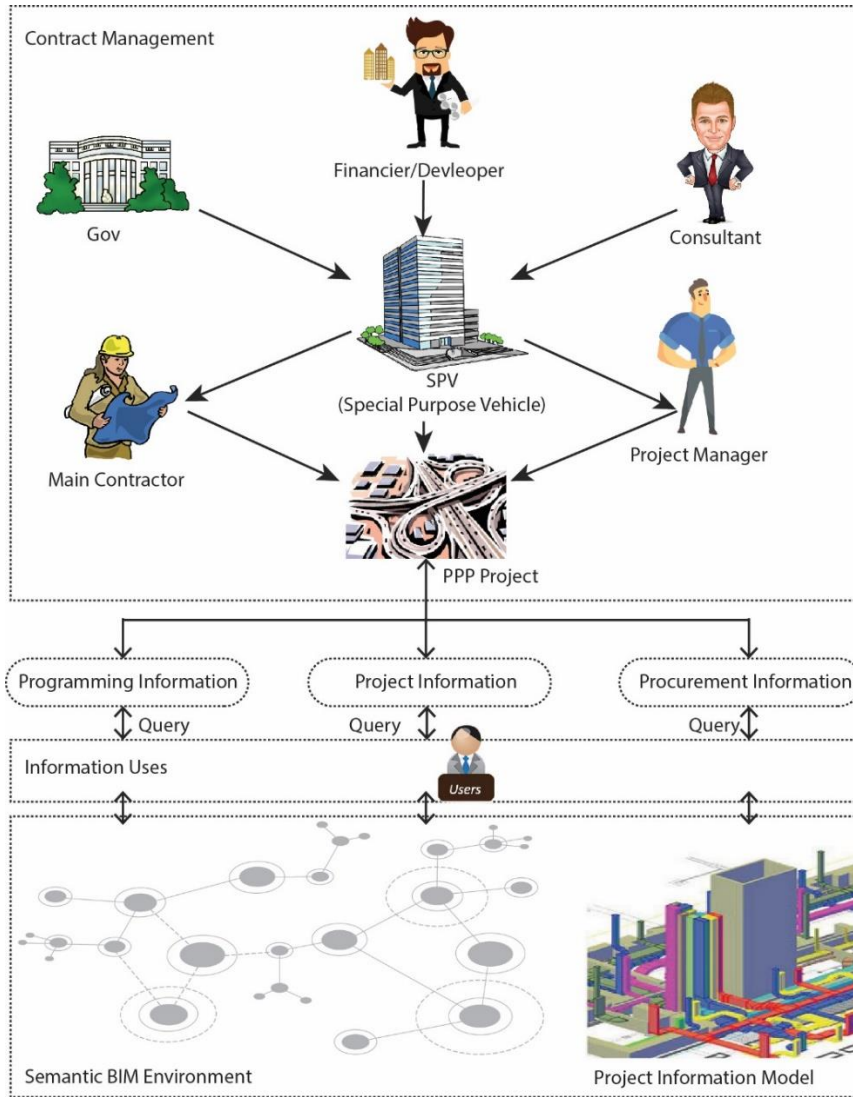 Contract Management
Financier/Devleoper
Gov
Consultant
SPV
(Special Purpose Vehicle)
Main Contractor
Project Manager
PPP Project
Programming Information
Project Information
Procurement Information
Query
Query
Query
Information Uses
Users
Semantic BIM Environment
Project Information Model